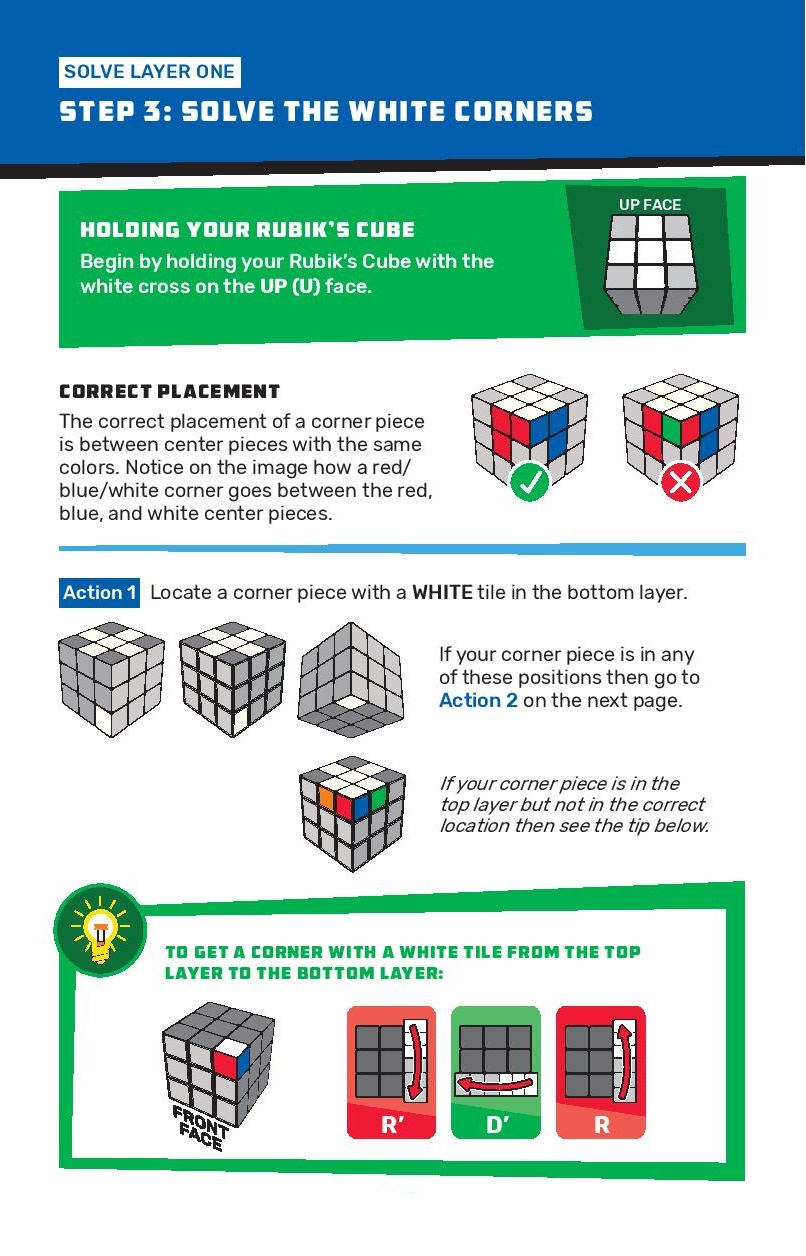 SOLVE LAYER ONE
STEP 3: SOLVE THE WHITE CORNERS
UP FACE
HOLDING YOUR RUBIK'S CUBE
Begin by holding your Rubik's Cube with the
white cross on the UP (U) face.
CORRECT PLACEMENT
The correct placement of a corner piece
is between center pieces with the same
colors. Notice on the image how a red/
blue/white corner goes between the red,
blue, and white center pieces.
Action 1 Locate a corner piece with a WHITE tile in the bottom layer.
If your corner piece is in any
of these positions then go to
Action 2 on the next page.
If your corner piece is in the
top layer but not in the correct
location then see the tip below.
TO GET A CORNER WITH A WHITE TILE FROM THE TOP
LAYER TO THE BOTTOM LAYER:
FRONT
FACE
R′ D′ R